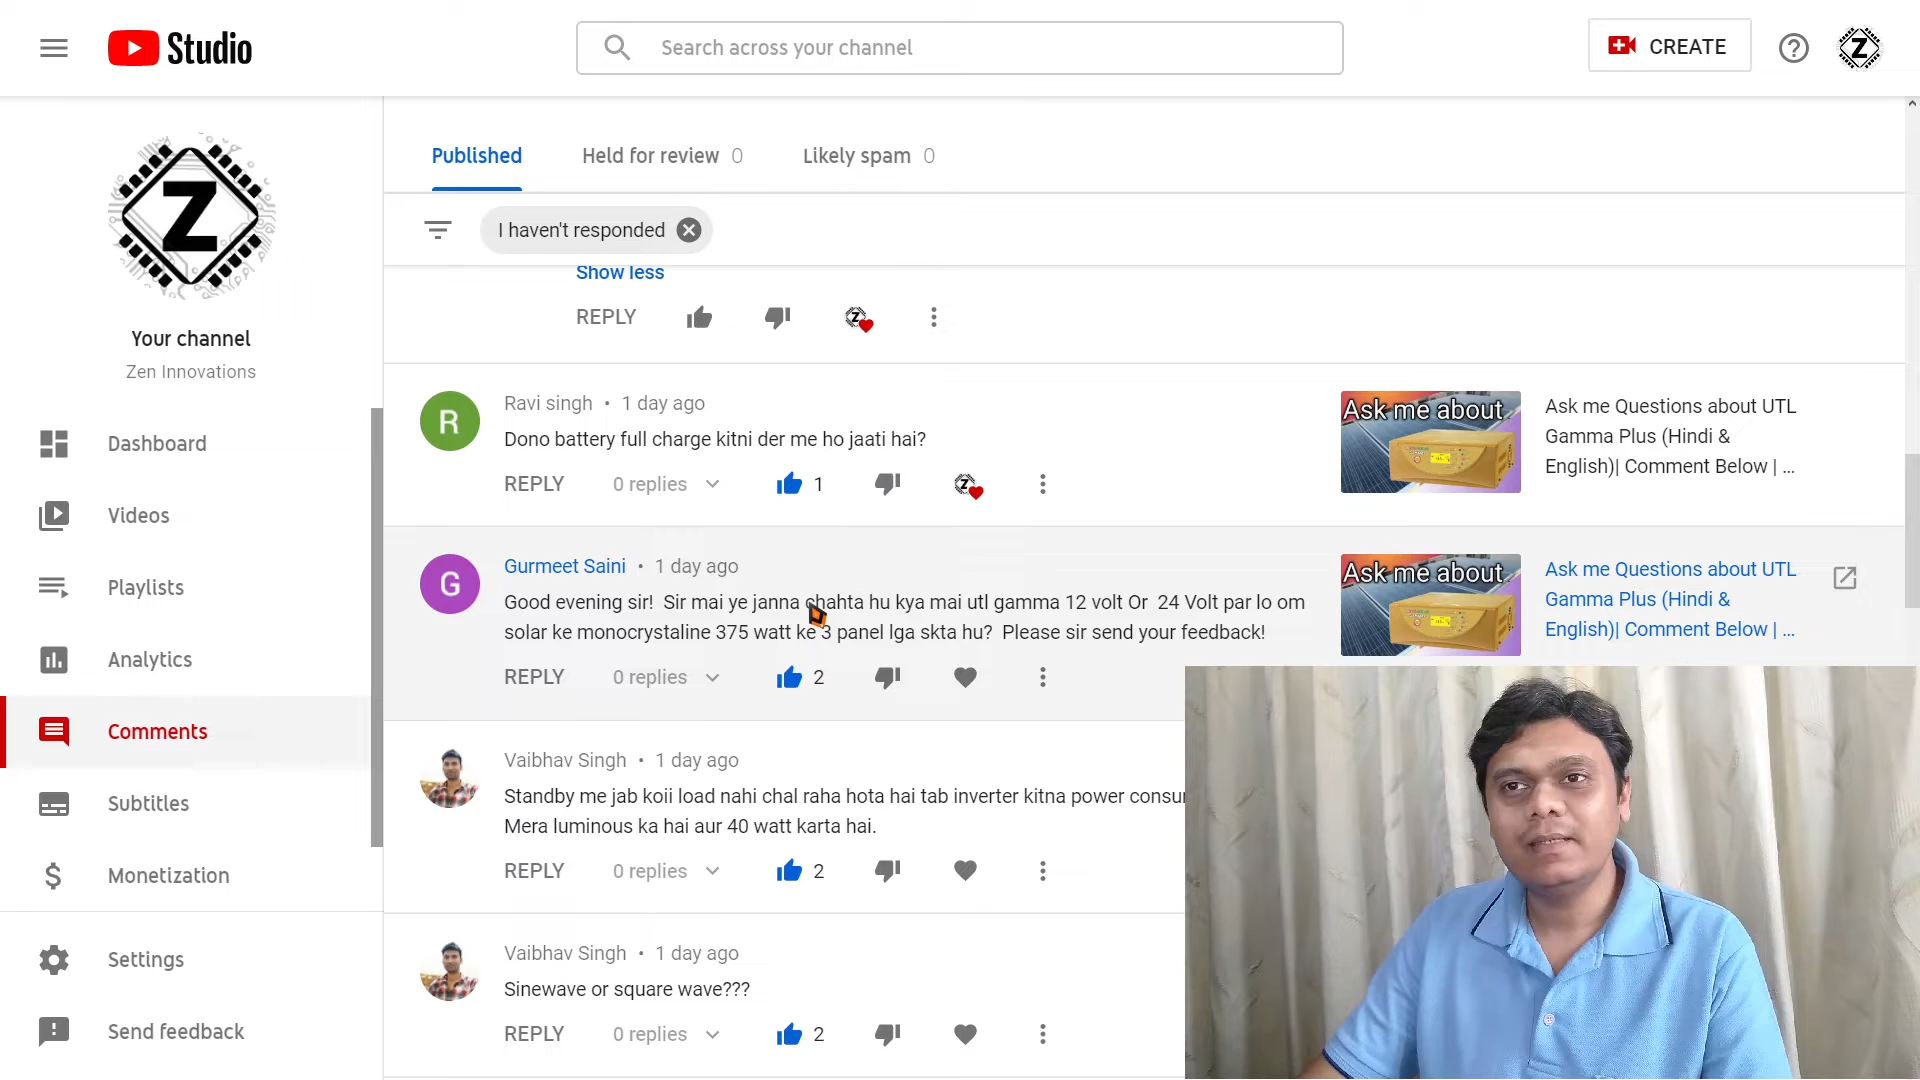 Studio
Search across your channel
CREATE
Z
Z
Your channel
Zen Innovations
Dashboard
Videos
Playlists
Analytics
Comments
Subtitles
Monetization
Settings
Send feedback
Published
Held for review 0
Likely spam 0
I haven't responded
Show less
REPLY
Z
R
Ravi singh • 1 day ago
Dono battery full charge kitni der me ho jaati hai?
REPLY 0 replies 1
Z
Ask me about
Ask me Questions about UTL
Gamma Plus (Hindi &
English)| Comment Below | ...
G
Gurmeet Saini • 1 day ago
Good evening sir! Sir mai ye janna chahta hu kya mai utl gamma 12 volt Or 24 Volt par lo om
solar ke monocrystaline 375 watt ke 3 panel lga skta hu? Please sir send your feedback!
REPLY 0 replies 2
Ask me about
Ask me Questions about UTL
Gamma Plus (Hindi &
English)| Comment Below | ...
Vaibhav Singh • 1 day ago
Standby me jab koii load nahi chal raha hota hai tab inverter kitna power
Mera luminous ka hai aur 40 watt karta hai.
REPLY 0 replies 2
Vaibhav Singh • 1 day ago
Sinewave or square wave???
REPLY 0 replies 2